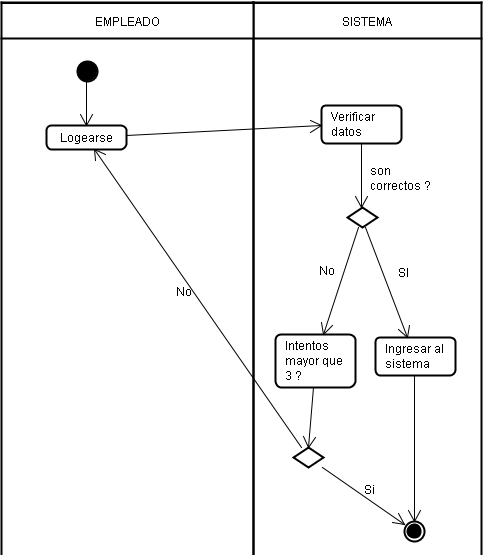 EMPLEADO
SISTEMA
Logearse
Verificar
datos
son
correctos ?
No
SI
No
Intentos
mayor que
3 ?
Ingresar al
sistema
Si